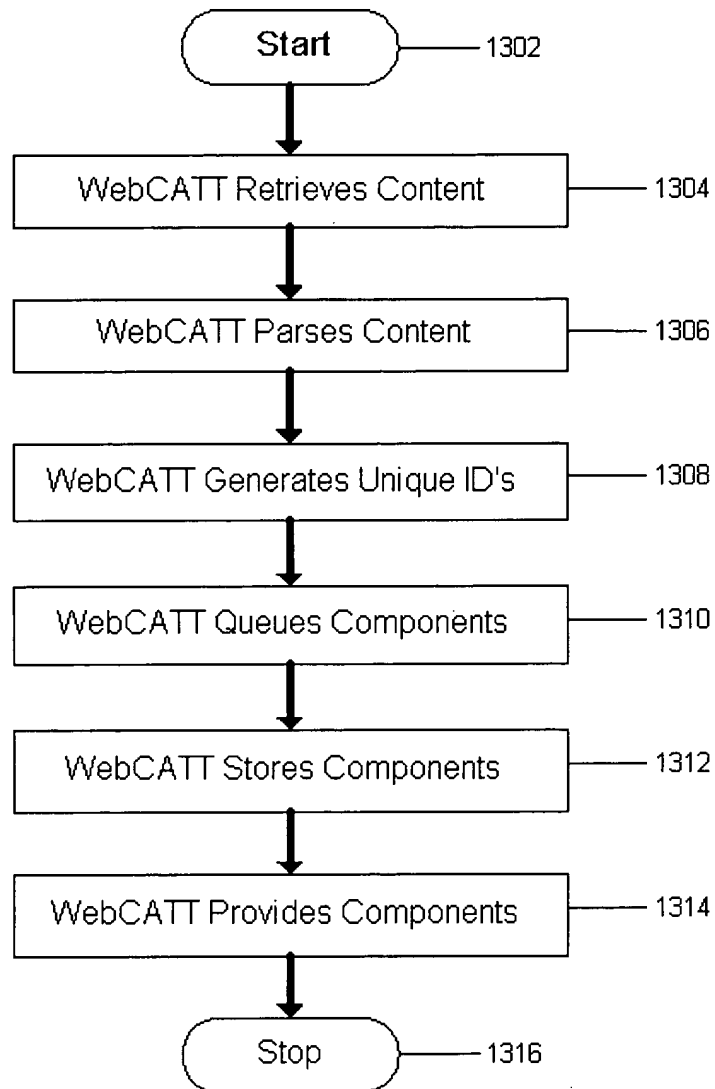 Start 1302
WebCATT Retrieves Content 1304
WebCATT Parses Content 1306
WebCATT Generates Unique ID's 1308
WebCATT Queues Components 1310
WebCATT Stores Components 1312
WebCATT Provides Components 1314
Stop 1316